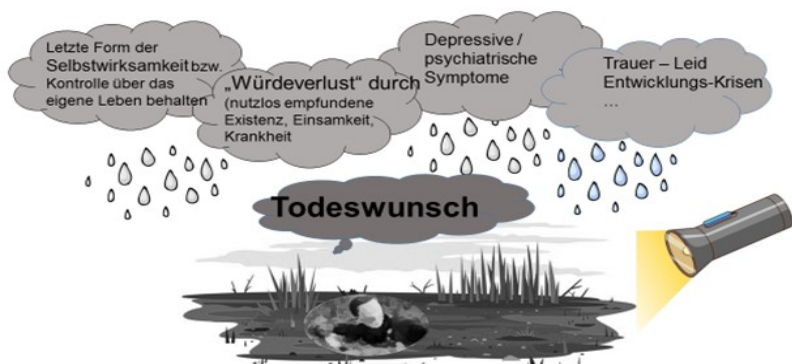 Letzte Form der
Selbstwirksamkeit bzw.
Kontrolle über das
eigene Leben behalten
„Würdeverlust“ durch
(nutzlos empfundene
Existenz, Einsamkeit,
Krankheit
Depressive /
psychiatrische
Symptome
Trauer – Leid
Entwicklungs-Krisen
...
Todeswunsch